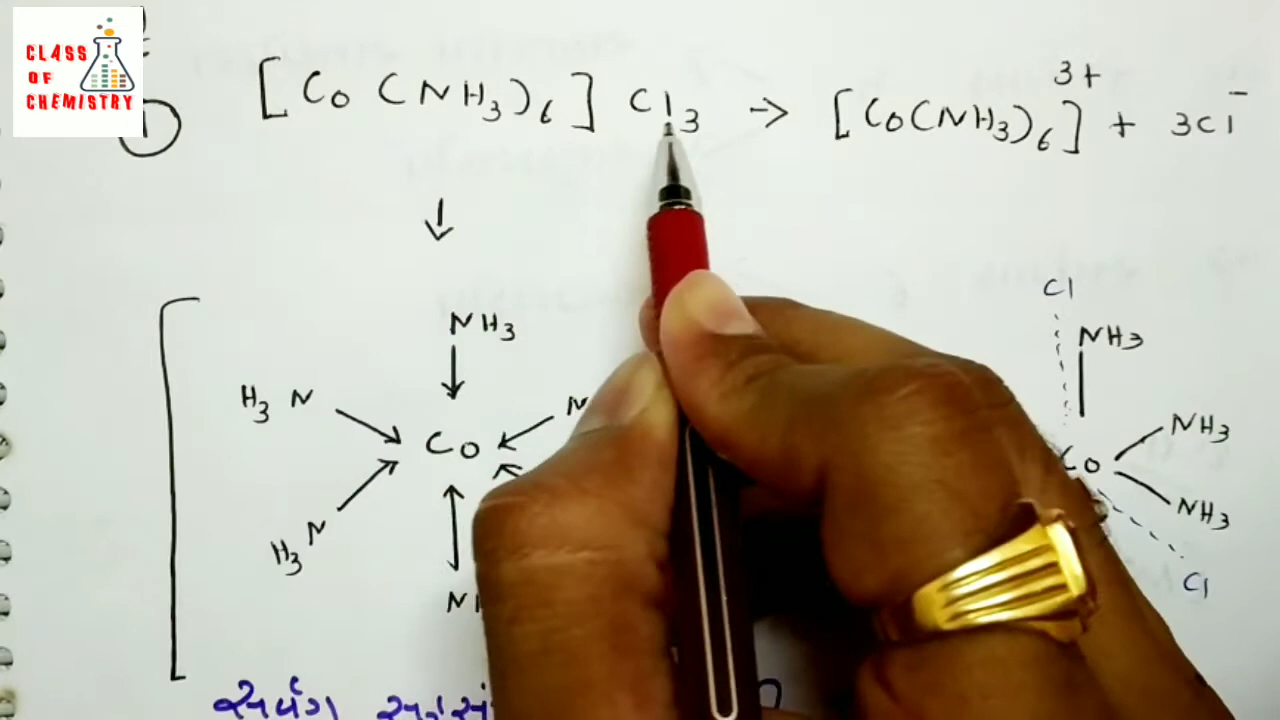 CLASS
OF
CHEMISTRY
1
[Co(NH₃)₆]Cl₃ → [Co(NH₃)₆]³⁺ + 3Cl⁻
↓
Cl
NH₃
NH₃
H₃N
N
NH₃
Co
Co
NH₃
H₃N
Cl